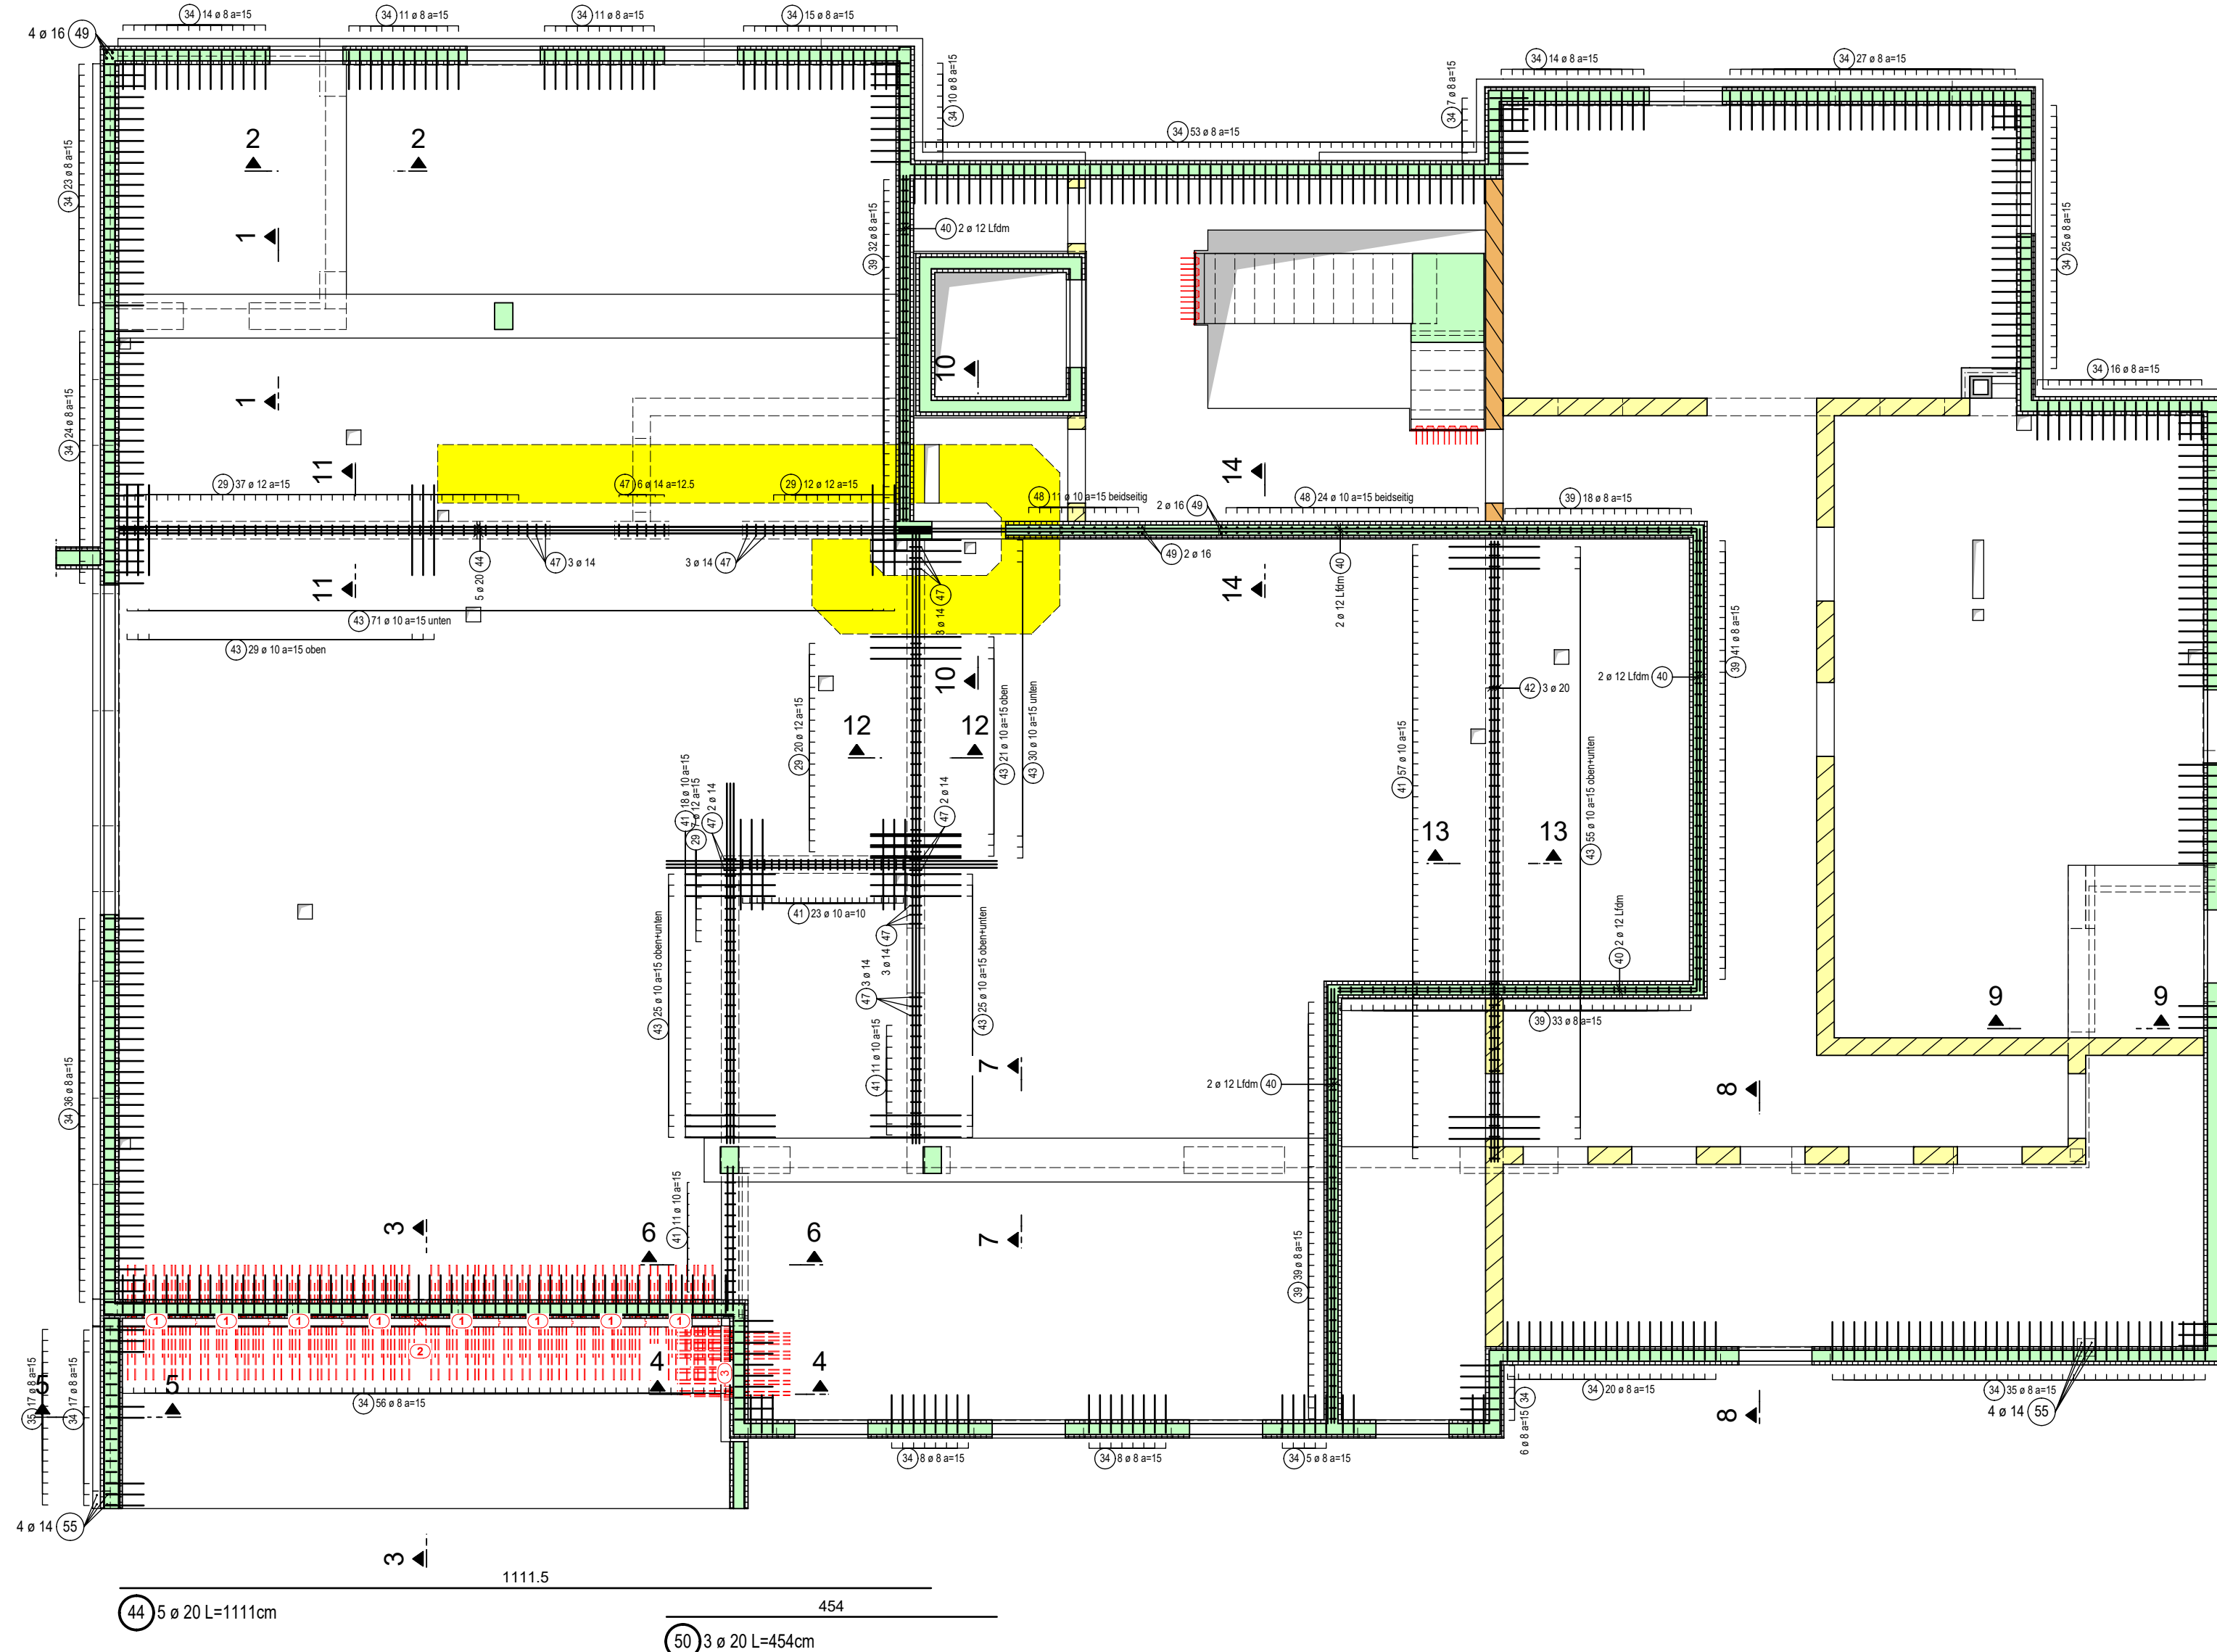 34 14 ø 8 a=15
34 11 ø 8 a=15
34 11 ø 8 a=15
34 15 ø 8 a=15
4 ø 16 49
34 14 ø 8 a=15
34 27 ø 8 a=15
34 10 ø 8 a=15
34 7 ø 8 a=15
34 53 ø 8 a=15
2
2
34 23 ø 8 a=15
1
39 32 ø 8 a=15
40 2 ø 12 Lfdm
34 25 ø 8 a=15
10
34 16 ø 8 a=15
1
34 24 ø 8 a=15
11
14
29 37 ø 12 a=15
47 6 ø 14 a=12.5
29 12 ø 12 a=15
48 11 ø 10 a=15 beidseitig
2 ø 16 49
48 24 ø 10 a=15 beidseitig
39 18 ø 8 a=15
44
5 ø 20
47 3 ø 14
3 ø 14 47
49 2 ø 16
40
2 ø 12 Lfdm
11
14
47
3 ø 14
43 71 ø 10 a=15 unten
43 29 ø 10 a=15 oben
10
39 41 ø 8 a=15
2 ø 12 Lfdm 40
42 3 ø 20
12
12
29 20 ø 12 a=15
43 21 ø 10 a=15 oben
43 30 ø 10 a=15 unten
41 57 ø 10 a=15
43 55 ø 10 a=15 oben+unten
41 18 ø 10 a=15
29 7 ø 12 a=15
47 2 ø 14
47 2 ø 14
13
13
41 23 ø 10 a=10
47
3 ø 14
47 3 ø 14
40 2 ø 12 Lfdm
43 25 ø 10 a=15 oben+unten
43 25 ø 10 a=15 oben+unten
9
9
39 33 ø 8 a=15
41 11 ø 10 a=15
7
2 ø 12 Lfdm 40
8
34 36 ø 8 a=15
3
6
6
7
41 11 ø 10 a=15
39 39 ø 8 a=15
1
1
1
1
1
1
1
1
2
3
4
4
5
5
35 17 ø 8 a=15
34 17 ø 8 a=15
34 56 ø 8 a=15
34 20 ø 8 a=15
34 35 ø 8 a=15
34
6 ø 8 a=15
4 ø 14 55
8
34 8 ø 8 a=15
34 8 ø 8 a=15
34 5 ø 8 a=15
4 ø 14 55
3
1111.5
44 5 ø 20 L=1111cm
454
50 3 ø 20 L=454cm